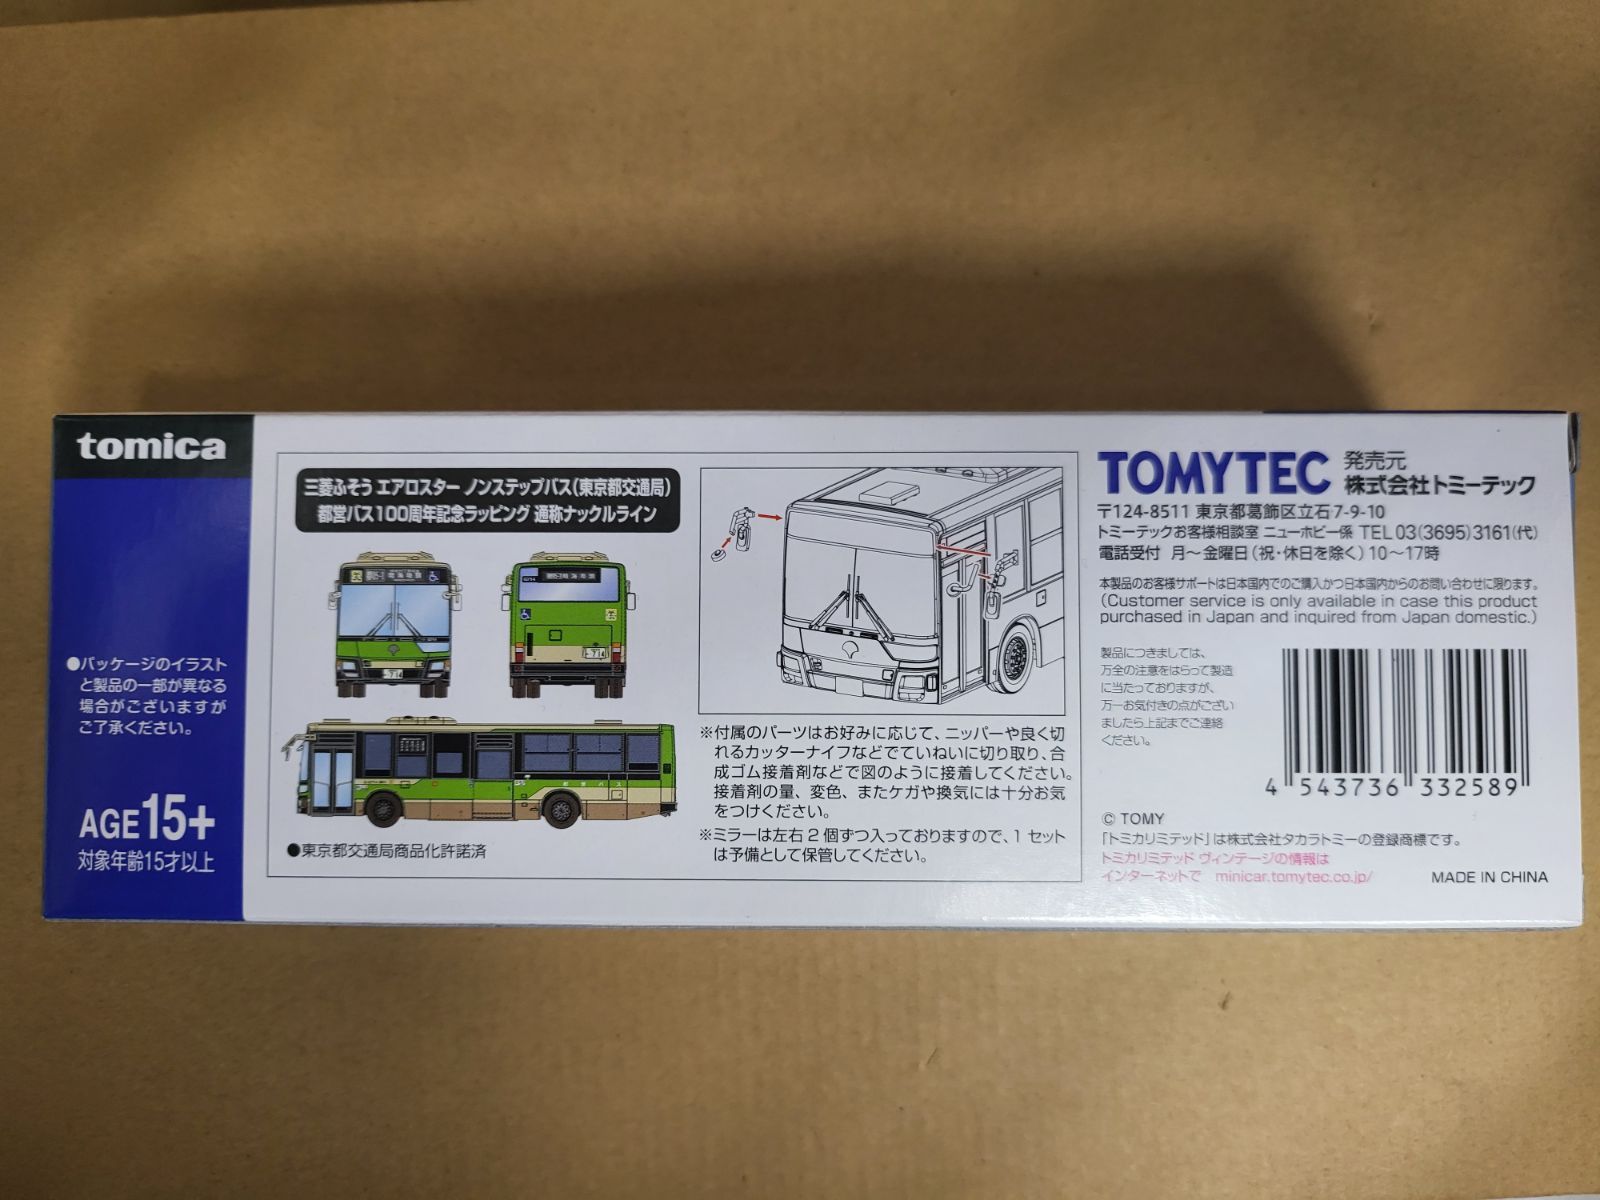 tomica
●パッケージのイラスト
と製品の一部が異なる
場合がございますが
ご了承ください。
AGE15+
対象年齢15才以上
三菱ふそう エアロスター ノンステップバス(東京都交通局)
都営バス100周年記念ラッピング 通称ナックルライン
●東京都交通局商品化許諾済
※付属のパーツはお好みに応じて、ニッパーや良く切
れるカッターナイフなどでていねいに切り取り、合
成ゴム接着剤などで図のように接着してください。
接着剤の量、変色、またケガや換気には十分お気
をつけください。
※ミラーは左右2個ずつ入っておりますので、1セット
は予備として保管してください。
TOMYTEC 発売元
株式会社トミーテック
〒124-8511 東京都葛飾区立石7-9-10
トミーテックお客様相談室 ニューホビー係 TEL 03(3695)3161(代)
電話受付 月~金曜日(祝・休日を除く)10~17時
本製品のお客様サポートは日本国内でのご購入かつ日本国内からのお問い合わせに限ります。
(Customer service is only available in case this product
purchased in Japan and inquired from Japan domestic.)
製品につきましては、
万全の注意をはらって製造
に当たっておりますが、
万一お気付きの点がござい
ましたら上記までご連絡
ください。
4 543736 332589
© TOMY
「トミカリミテッド」は株式会社タカラトミーの登録商標です。
トミカリミテッド ヴィンテージの情報は
インターネットで minicar.tomytec.co.jp/
MADE IN CHINA